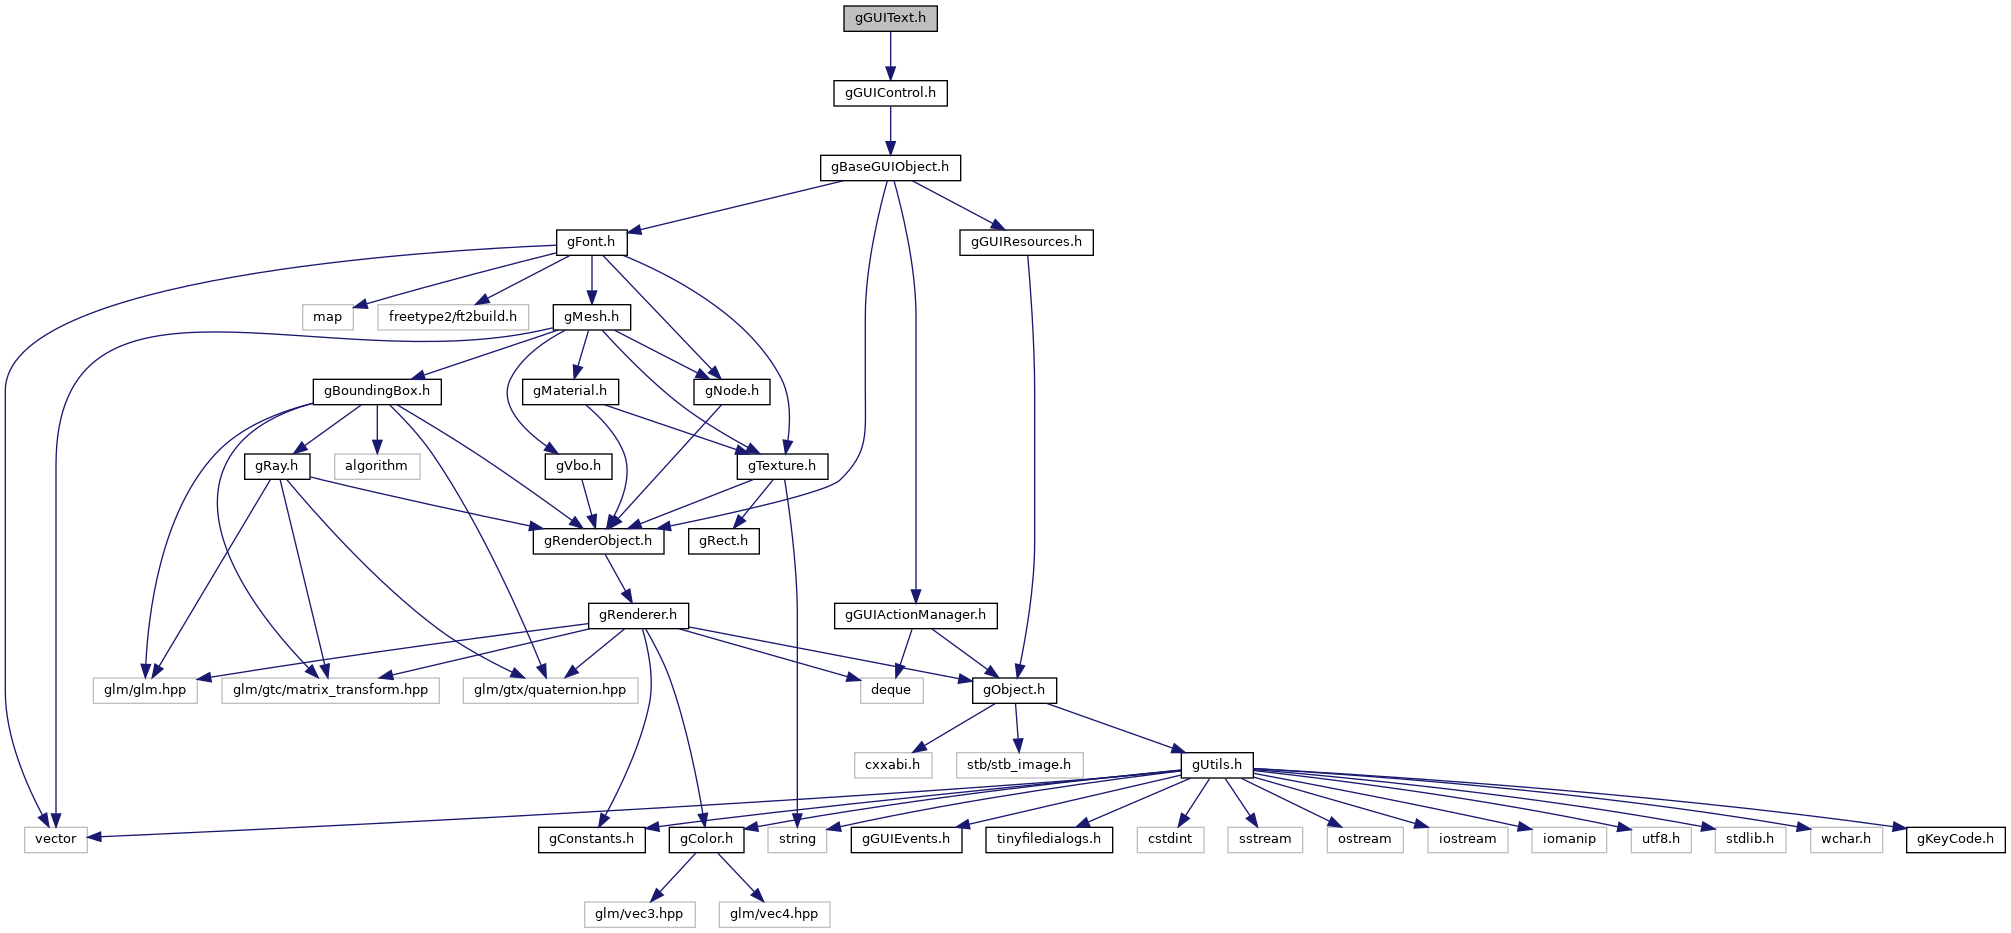 gGUIText.h
gGUIControl.h
gBaseGUIObject.h
gFont.h
gGUIResources.h
map
freetype2/ft2build.h
gMesh.h
gBoundingBox.h
gMaterial.h
gNode.h
gRay.h
algorithm
gVbo.h
gTexture.h
gRenderObject.h
gRect.h
gRenderer.h
gGUIActionManager.h
glm/glm.hpp
glm/gtc/matrix_transform.hpp
glm/gtx/quaternion.hpp
deque
gObject.h
cxxabi.h
stb/stb_image.h
gUtils.h
vector
gConstants.h
gColor.h
string
gGUIEvents.h
tinyfiledialogs.h
cstdint
sstream
ostream
iostream
iomanip
utf8.h
stdlib.h
wchar.h
gKeyCode.h
glm/vec3.hpp
glm/vec4.hpp